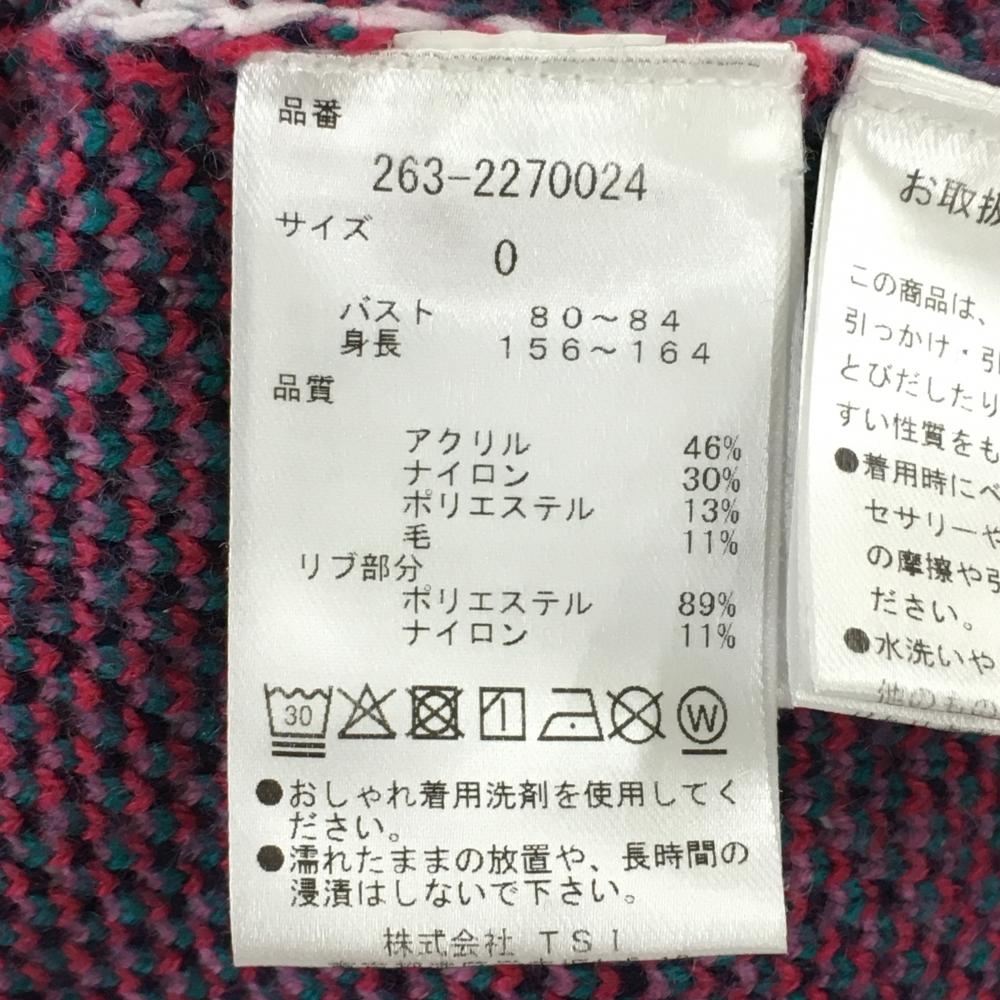 品番
263-2270024
サイズ
0
バスト 80~84
身長 156~164
品質
アクリル 46%
ナイロン 30%
ポリエステル 13%
毛 11%
リブ部分
ポリエステル 89%
ナイロン 11%
30
W
●おしゃれ着用洗剤を使用してく
ださい。
●濡れたままの放置や、長時間の
浸漬はしないで下さい。
株式会社 TSI
お取扱
この商品は、
引っかけ・引
とびだしたり
すい性質をも
●着用時にベ
セサリーや
の摩擦や引
ださい。
●水洗いや
他のもの